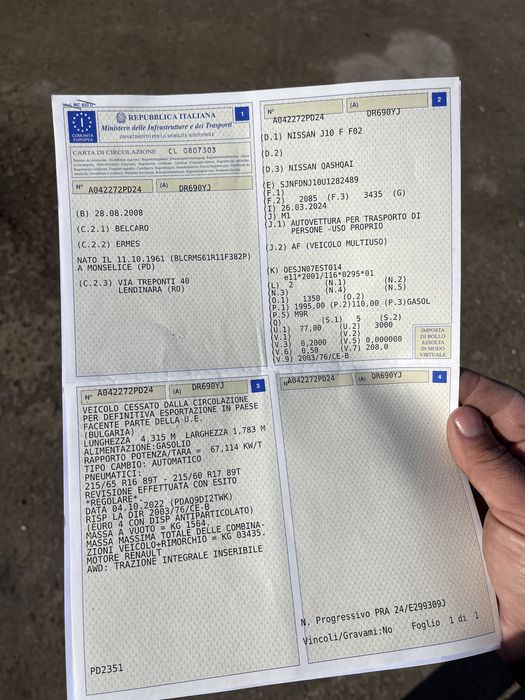 Mod. MC 820 U
1
I
COMUNITÀ
EUROPEA
REPUBBLICA ITALIANA
Ministero delle Infrastrutture e dei Trasporti
DIPARTIMENTO PER LA MOBILITÀ SOSTENIBILE
CARTA DI CIRCOLAZIONE CL 0807303
N° A042272PD24 (A) DR690YJ
(B) 28.08.2008
(C.2.1) BELCARO
(C.2.2) ERMES
NATO IL 11.10.1961 (BLCRMS61R11F382P)
A MONSELICE (PD)
(C.2.3) VIA TREPONTI 40
LENDINARA (RO)
2
N° A042272PD24 (A) DR690YJ
(D.1) NISSAN J10 F F02
(D.2)
(D.3) NISSAN QASHQAI
(E) SJNFDNJ10U1282489
(F.1)
(F.2) 2085 (F.3) 3435 (G)
(I) 26.03.2024
(J) M1
(J.1) AUTOVETTURA PER TRASPORTO DI
PERSONE -USO PROPRIO
(J.2) AF (VEICOLO MULTIUSO)
(K) OESJN07EST014
e11*2001/116*0295*01
(L) 2 (N.1) (N.2)
(N.3) (N.4) (N.5)
(O.1) 1350 (O.2)
(P.1) 1995,00 (P.2)110,00 (P.3)GASOL
(P.5) M9R
(Q) (S.1) 5 (S.2)
(U.1) 77,00 (U.2) 3000
(V.1) (V.2)
(V.3) 0,2000 (V.5) 0,000000
(V.6) 0,50 (V.7) 208,0
(V.9) 2003/76/CE-B
IMPOSTA
DI BOLLO
ASSOLTA
IN MODO
VIRTUALE
N° A042272PD24 (A) DR690YJ
3
VEICOLO CESSATO DALLA CIRCOLAZIONE
PER DEFINITIVA ESPORTAZIONE IN PAESE
FACENTE PARTE DELLA U.E.
(BULGARIA)
LUNGHEZZA 4,315 M LARGHEZZA 1,783 M
ALIMENTAZIONE:GASOLIO
RAPPORTO POTENZA/TARA = 67,114 KW/T
TIPO CAMBIO: AUTOMATICO
PNEUMATICI:
215/65 R16 89T - 215/60 R17 89T
REVISIONE EFFETTUATA CON ESITO
*REGOLARE*.
DATA 04.10.2022 (PDAQ9DI2TWK)
RISP LA DIR 2003/76/CE-B
(EURO 4 CON DISP ANTIPARTICOLATO)
MASSA A VUOTO = KG 1564.
MASSA MASSIMA TOTALE DELLE COMBINA-
ZIONI VEICOLO+RIMORCHIO = KG 03435.
MOTORE RENAULT
AWD: TRAZIONE INTEGRALE INSERIBILE
PD2351
4
N° A042272PD24 (A) DR690YJ
N. Progressivo PRA 24/E299309J
Vincoli/Gravami:No Foglio 1 di 1